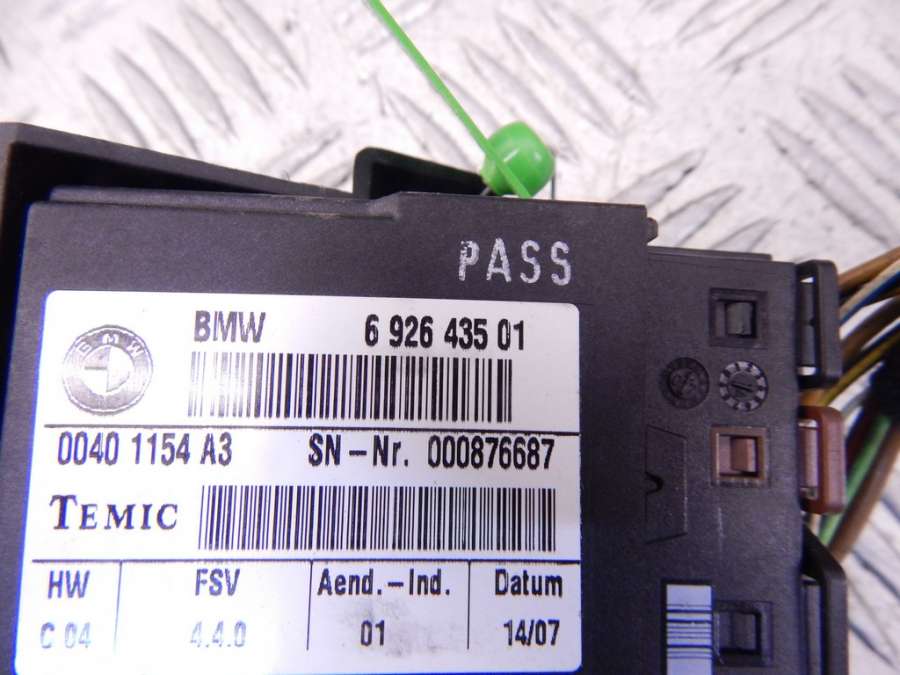 PASS
BMW 6 926 435 01
BMW
0040 1154 A3 SN-Nr. 000876687
TEMIC
HW FSV Aend.-Ind. Datum
C 04 4.4.0 01 14/07